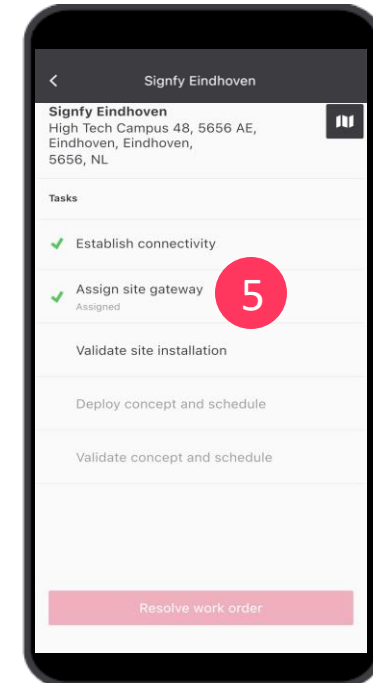 Signfy Eindhoven
Signfy Eindhoven
High Tech Campus 48, 5656 AE,
Eindhoven, Eindhoven,
5656, NL
Tasks
Establish connectivity
Assign site gateway
Assigned
5
Validate site installation
Deploy concept and schedule
Validate concept and schedule
Resolve work order